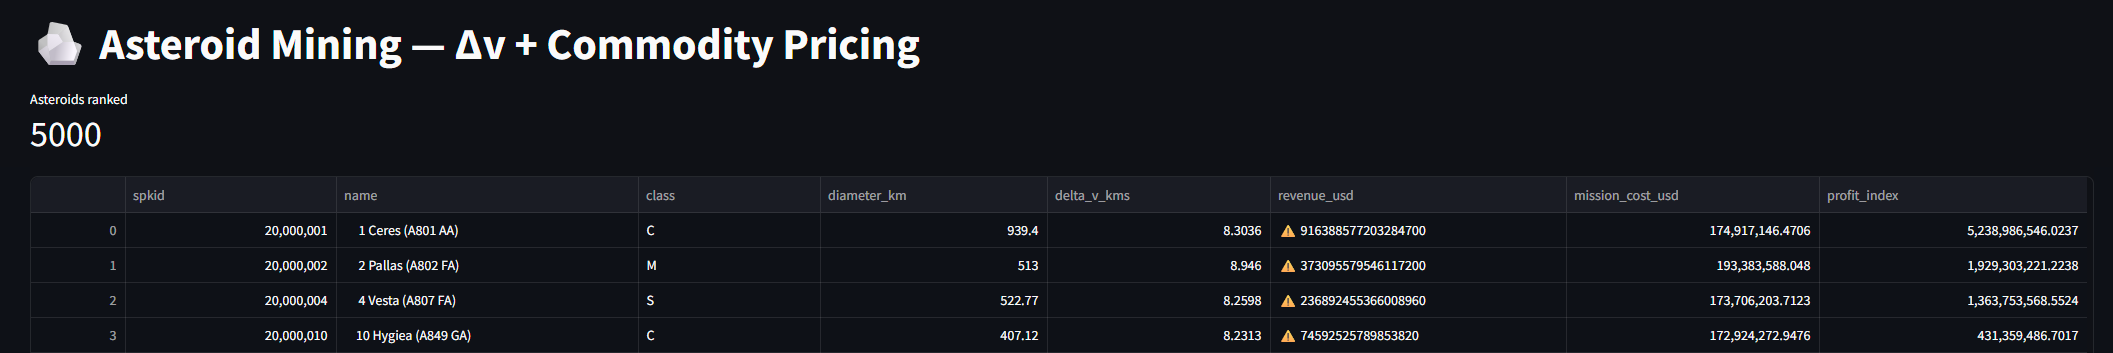 Asteroid Mining — Δv + Commodity Pricing
Asteroids ranked
5000
spkid name class diameter_km delta_v_kms revenue_usd mission_cost_usd profit_index
0 20,000,001 1 Ceres (A801 AA) C 939.4 8.3036 916388577203284700 174,917,146.4706 5,238,986,546.0237
1 20,000,002 2 Pallas (A802 FA) M 513 8.946 373095579546117200 193,383,588.048 1,929,303,221.2238
2 20,000,004 4 Vesta (A807 FA) S 522.77 8.2598 236892455366008960 173,706,203.7123 1,363,753,568.5524
3 20,000,010 10 Hygiea (A849 GA) C 407.12 8.2313 74592525789853820 172,924,272.9476 431,359,486.7017